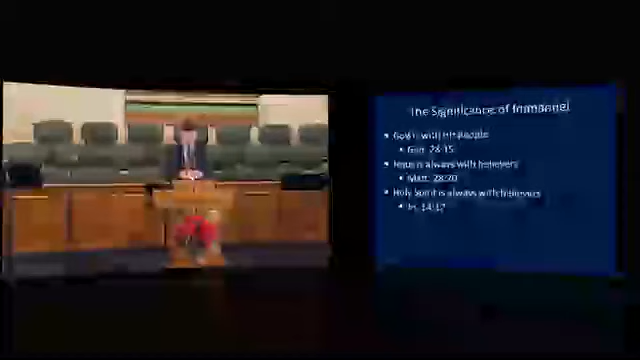 The Significance of Immanuel
God is with His people
Gen. 28:15
Jesus is always with believers
Matt. 28:20
Holy Spirit is always with believers
Jn. 14:17